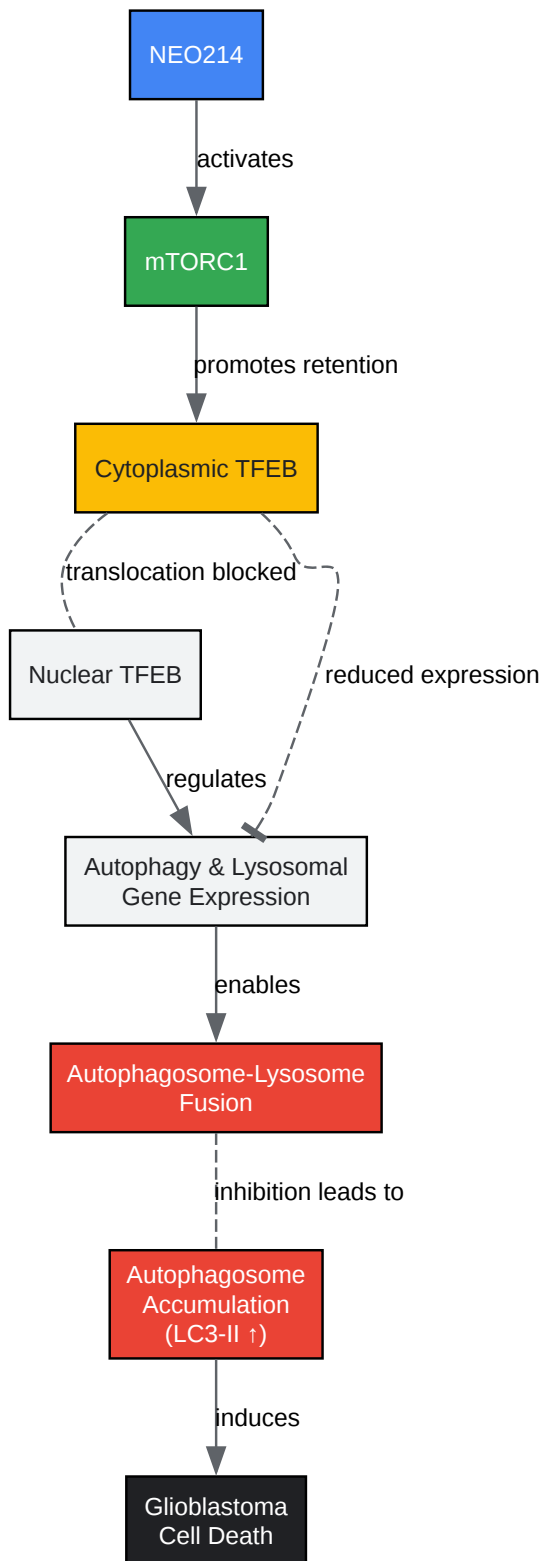 NEO214
activates
mTORC1
promotes retention
Cytoplasmic TFEB
translocation blocked
Nuclear TFEB
reduced expression
regulates
Autophagy & Lysosomal
Gene Expression
enables
Autophagosome-Lysosome
Fusion
inhibition leads to
Autophagosome
Accumulation
(LC3-II ↑)
induces
Glioblastoma
Cell Death